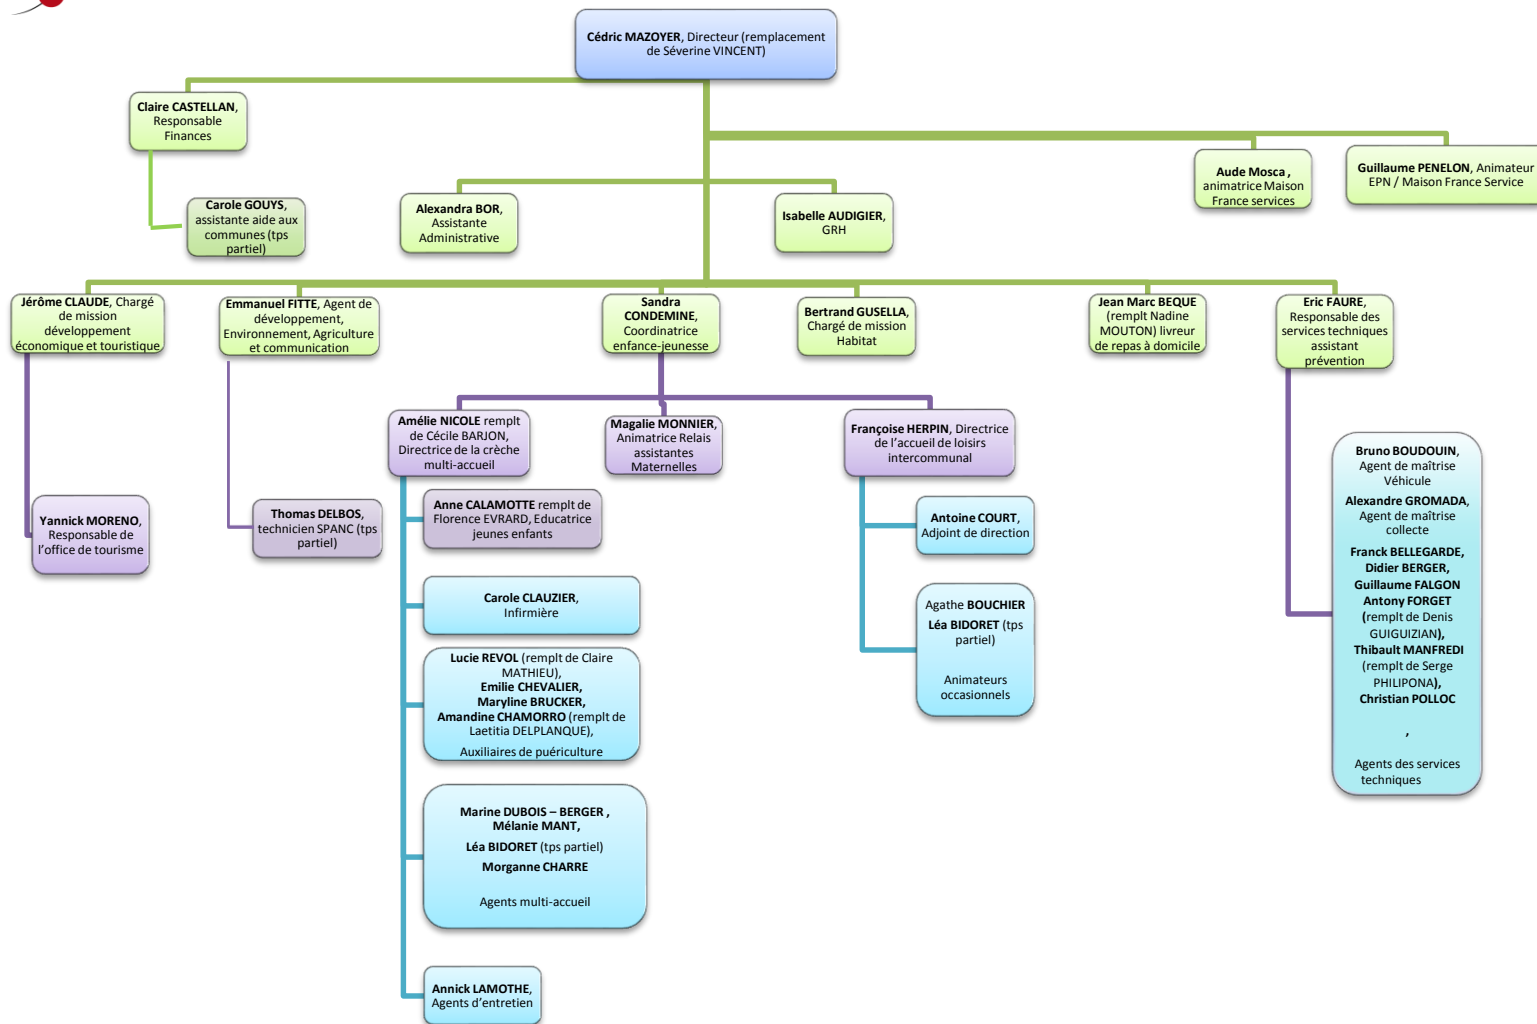 Cédric MAZOYER, Directeur (remplacement
de Séverine VINCENT)
Claire CASTELLAN,
Responsable
Finances
Carole GOUYS,
assistante aide aux
communes (tps
partiel)
Alexandra BOR,
Assistante
Administrative
Isabelle AUDIGIER,
GRH
Aude Mosca ,
animatrice Maison
France services
Guillaume PENELON, Animateur
EPN / Maison France Service
Jérôme CLAUDE, Chargé
de mission
développement
économique et touristique
Emmanuel FITTE, Agent de
développement,
Environnement, Agriculture
et communication
Sandra
CONDEMINE,
Coordinatrice
enfance-jeunesse
Bertrand GUSELLA,
Chargé de mission
Habitat
Jean Marc BEQUE
(remplt Nadine
MOUTON) livreur
de repas à domicile
Eric FAURE,
Responsable des
services techniques
assistant
prévention
Amélie NICOLE remplt
de Cécile BARJON,
Directrice de la crèche
multi-accueil
Magalie MONNIER,
Animatrice Relais
assistantes
Maternelles
Françoise HERPIN, Directrice
de l'accueil de loisirs
intercommunal
Yannick MORENO,
Responsable de
l'office de tourisme
Thomas DELBOS,
technicien SPANC (tps
partiel)
Anne CALAMOTTE remplt de
Florence EVRARD, Educatrice
jeunes enfants
Carole CLAUZIER,
Infirmière
Lucie REVOL (remplt de Claire
MATHIEU),
Emilie CHEVALIER,
Maryline BRUCKER,
Amandine CHAMORRO (remplt de
Laetitia DELPLANQUE),
Auxiliaires de puériculture
Marine DUBOIS – BERGER ,
Mélanie MANT,
Léa BIDORET (tps partiel)
Morganne CHARRE
Agents multi-accueil
Annick LAMOTHE,
Agents d'entretien
Antoine COURT,
Adjoint de direction
Agathe BOUCHIER
Léa BIDORET (tps
partiel)
Animateurs
occasionnels
Bruno BOUDOUIN,
Agent de maîtrise
Véhicule
Alexandre GROMADA,
Agent de maîtrise
collecte
Franck BELLEGARDE,
Didier BERGER,
Guillaume FALGON
Antony FORGET
(remplt de Denis
GUIGUIZIAN),
Thibault MANFREDI
(remplt de Serge
PHILIPONA),
Christian POLLOC
,
Agents des services
techniques